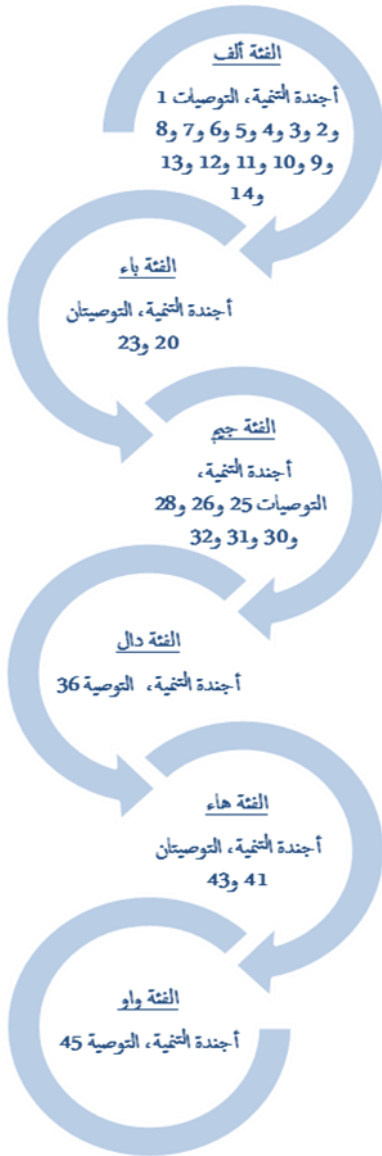 الفئة ألف
أجندة التنمية، التوصيات 1
و2 و3 و4 و5 و6 و7 و8
و9 و10 و11 و12 و13
و14
الفئة باء
أجندة التنمية، التوصيتان
20 و23
الفئة جيم
أجندة التنمية،
التوصيات 25 و26 و28
و30 و31 و32
الفئة دال
أجندة التنمية، التوصية 36
الفئة هاء
أجندة التنمية، التوصيتان
41 و43
الفئة واو
أجندة التنمية، التوصية 45